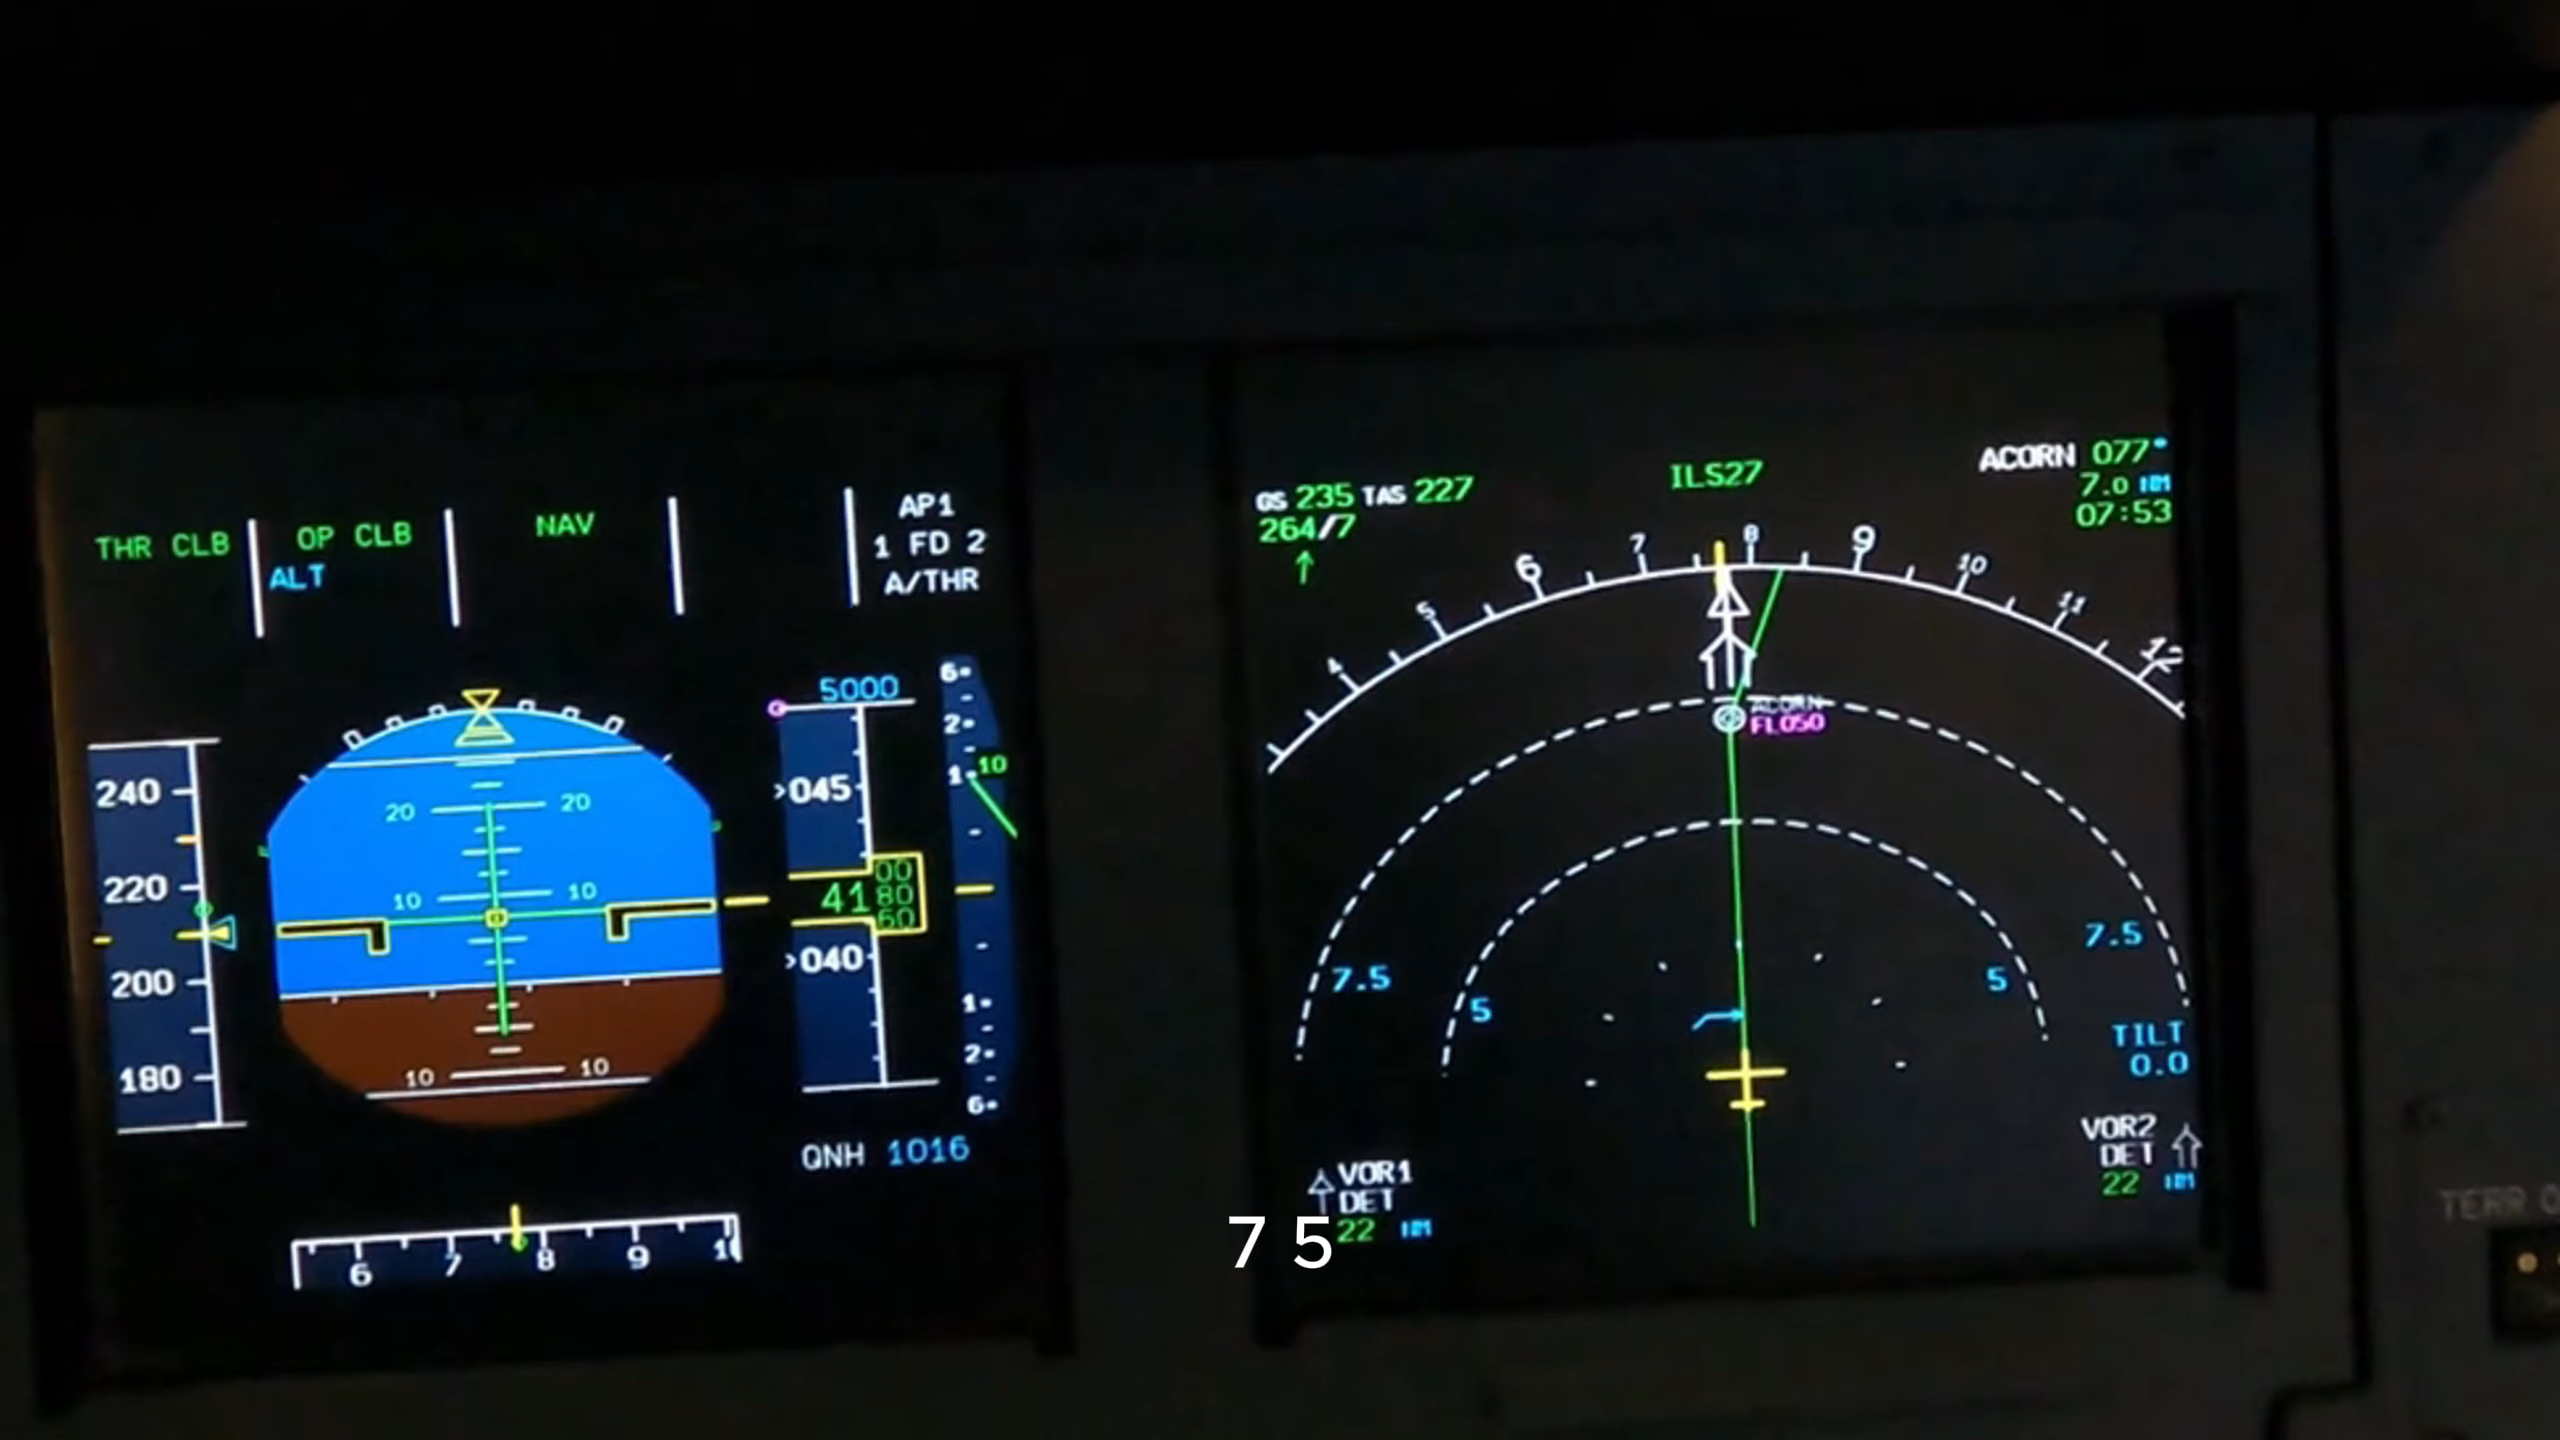 THR CLB
OP CLB
ALT
NAV
AP1
1 FD 2
A/THR
240
220
200
180
20 20
10 10
10 10
5000
045
41
00
80
60
040
6
2
1
10
1
2
6
QNH 1016
6 7 8 9 1
GS 235 TAS 227
264/7
ILS27
ACORN 077°
7.0 NM
07:53
4 5 6 7 8 9 10 11 12
ACORN
FL050
7.5
7.5
5
5
TILT
0.0
VOR1
DET
22 NM
VOR2
DET
22 NM
7 5
TERR O